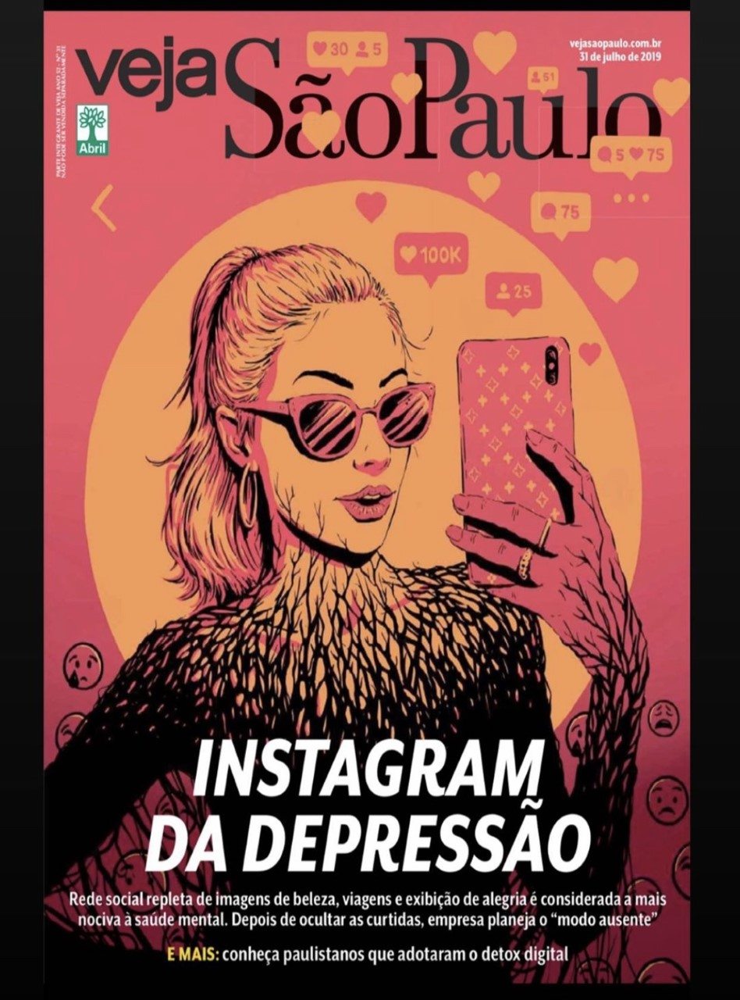 PARTE INTEGRANTE DE VEJA ANO 52 - Nº 31
NÃO PODE SER VENDIDA SEPARADAMENTE
veja São Paulo
vejasaopaulo.com.br
31 de julho de 2019
Abril
30 5
51
5 75
75
100K
25
INSTAGRAM
DA DEPRESSÃO
Rede social repleta de imagens de beleza, viagens e exibição de alegria é considerada a mais
nociva à saúde mental. Depois de ocultar as curtidas, empresa planeja o “modo ausente”
E MAIS: conheça paulistanos que adotaram o detox digital